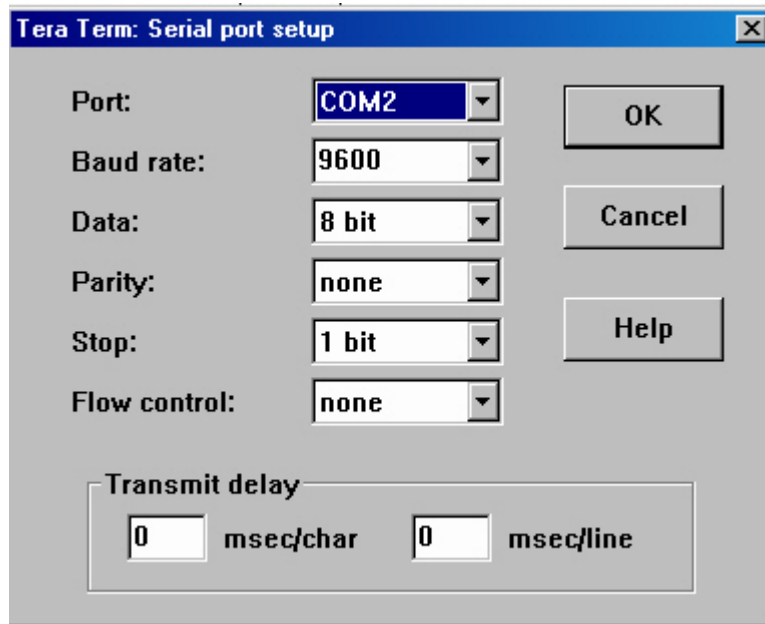 Tera Term: Serial port setup
Port: COM2 OK
Baud rate: 9600
Data: 8 bit Cancel
Parity: none
Stop: 1 bit Help
Flow control: none
Transmit delay
0 msec/char 0 msec/line